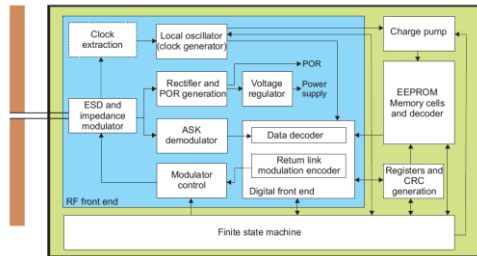 Clock
extraction
Local oscillator
(clock generator)
Charge pump
Rectifier and
POR generation
POR
Voltage
regulator
Power
supply
EEPROM
Memory cells
and decoder
ESD and
impedance
modulator
ASK
demodulator
Data decoder
Return link
modulation encoder
Modulator
control
Digital front end
Registers and
CRC
generation
RF front end
Finite state machine